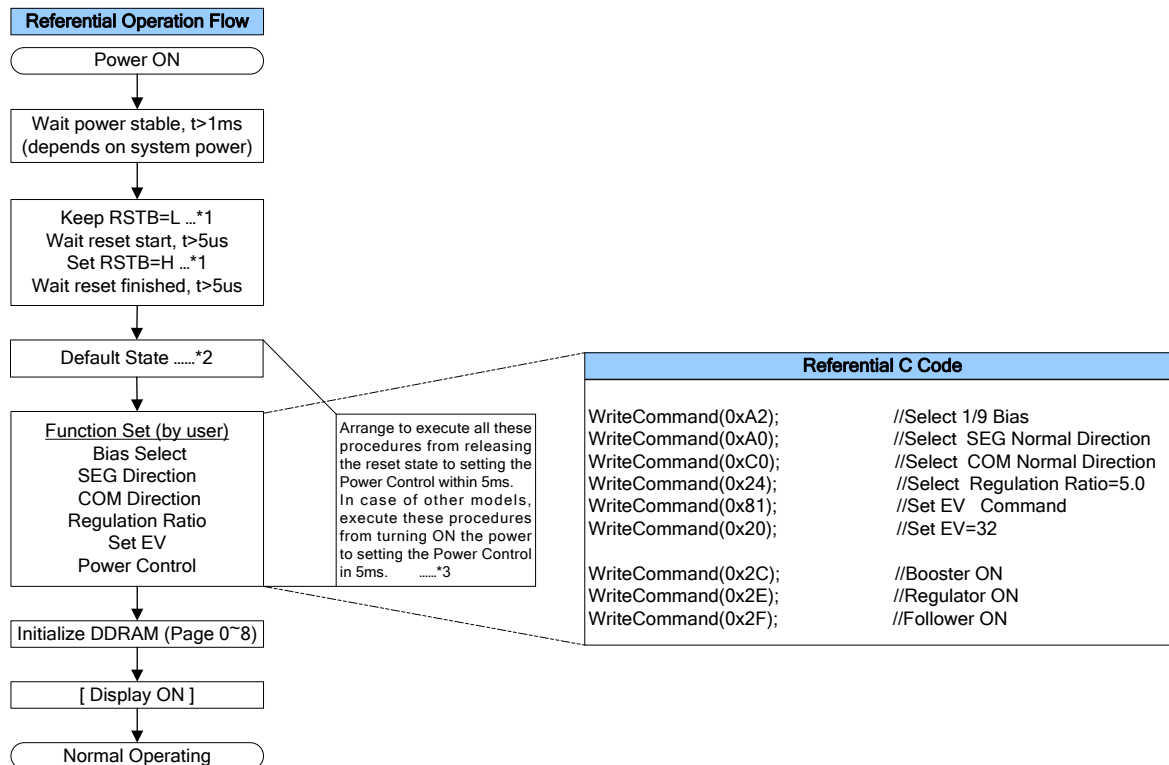 Referential Operation Flow
Power ON
Wait power stable, t>1ms
(depends on system power)
Keep RSTB=L ...*1
Wait reset start, t>5us
Set RSTB=H ...*1
Wait reset finished, t>5us
Default State ......*2
Function Set (by user)
Bias Select
SEG Direction
COM Direction
Regulation Ratio
Set EV
Power Control
Arrange to execute all these
procedures from releasing
the reset state to setting the
Power Control within 5ms.
In case of other models,
execute these procedures
from turning ON the power
to setting the Power Control
in 5ms. ......*3
Initialize DDRAM (Page 0~8)
[ Display ON ]
Normal Operating
Referential C Code
WriteCommand(0xA2); //Select 1/9 Bias
WriteCommand(0xA0); //Select SEG Normal Direction
WriteCommand(0xC0); //Select COM Normal Direction
WriteCommand(0x24); //Select Regulation Ratio=5.0
WriteCommand(0x81); //Set EV Command
WriteCommand(0x20); //Set EV=32
WriteCommand(0x2C); //Booster ON
WriteCommand(0x2E); //Regulator ON
WriteCommand(0x2F); //Follower ON